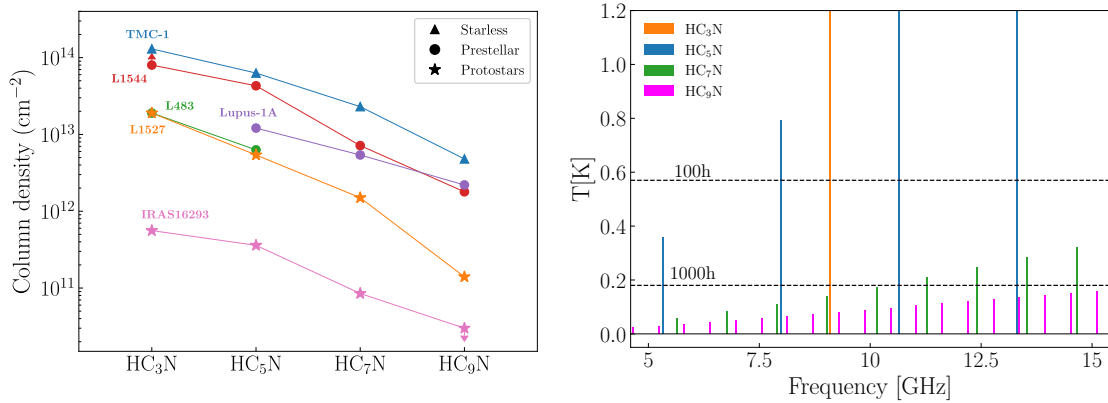 Column density (cm⁻²)
10¹⁴
10¹³
10¹²
10¹¹
TMC-1
L1544
L483
L1527
Lupus-1A
IRAS16293
Starless
Prestellar
Protostars
HC₃N HC₅N HC₇N HC₉N
T[K]
1.2
1.0
0.8
0.6
0.4
0.2
0.0
HC₃N
HC₅N
HC₇N
HC₉N
100h
1000h
5 7.5 10 12.5 15
Frequency [GHz]